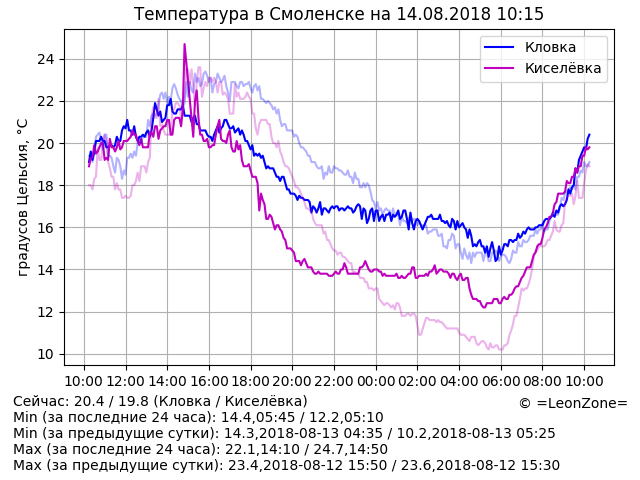 Температура в Смоленске на 14.08.2018 10:15
Кловка
Киселёвка
градусов Цельсия, °C
24
22
20
18
16
14
12
10
10:00 12:00 14:00 16:00 18:00 20:00 22:00 00:00 02:00 04:00 06:00 08:00 10:00
Сейчас: 20.4 / 19.8 (Кловка / Киселёвка)
© =LeonZone=
Min (за последние 24 часа): 14.4,05:45 / 12.2,05:10
Min (за предыдущие сутки): 14.3,2018-08-13 04:35 / 10.2,2018-08-13 05:25
Max (за последние 24 часа): 22.1,14:10 / 24.7,14:50
Max (за предыдущие сутки): 23.4,2018-08-12 15:50 / 23.6,2018-08-12 15:30